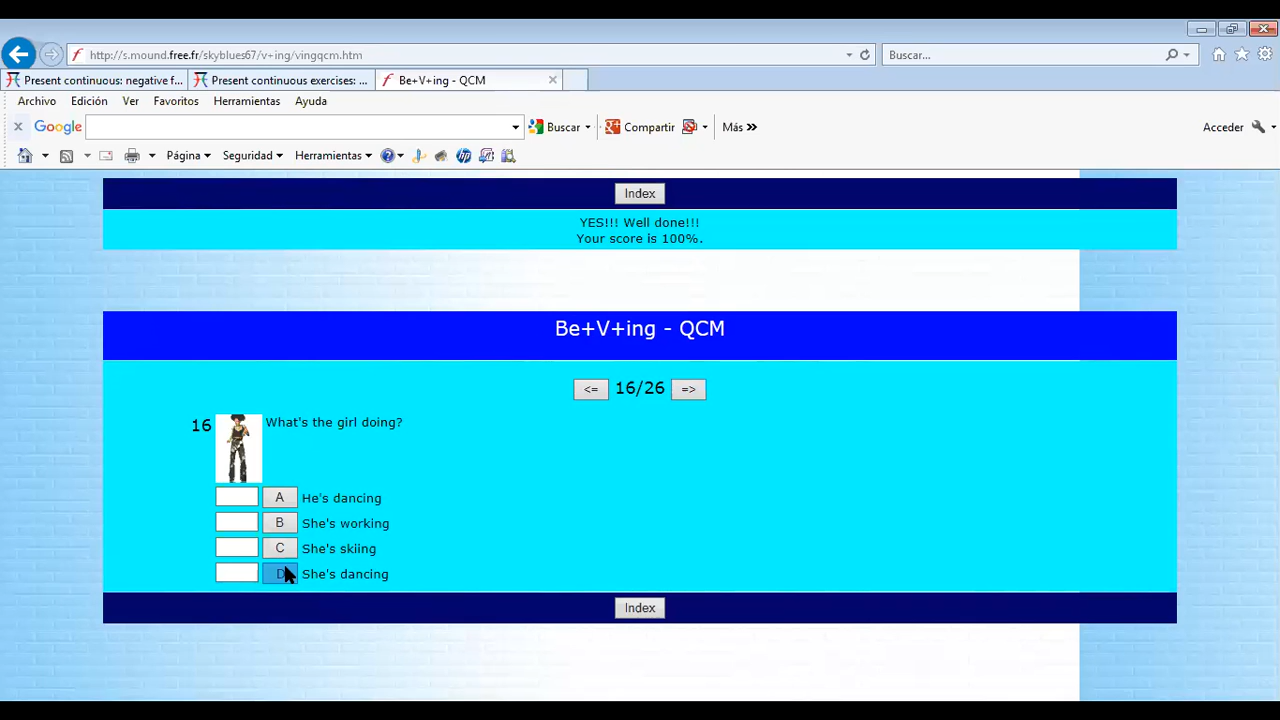 http://s.mound.free.fr/skyblues67/v+ing/vingqcm.htm
Buscar...
Present continuous: negative f...
Present continuous exercises: ...
Be+V+ing - QCM
Archivo Edición Ver Favoritos Herramientas Ayuda
Google Buscar Compartir Más » Acceder
Página Seguridad Herramientas
Index
YES!!! Well done!!!
Your score is 100%.
Be+V+ing - QCM
<= 16/26 =>
16 What's the girl doing?
A He's dancing
B She's working
C She's skiing
D She's dancing
Index